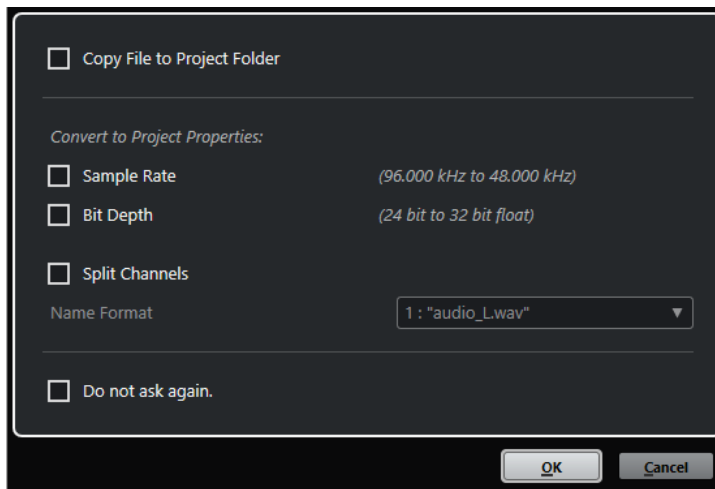 Copy File to Project Folder
Convert to Project Properties:
Sample Rate (96.000 kHz to 48.000 kHz)
Bit Depth (24 bit to 32 bit float)
Split Channels
Name Format 1 : "audio_L.wav"
Do not ask again.
OK Cancel